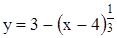 y = 3 − (x − 4)^(1/3)